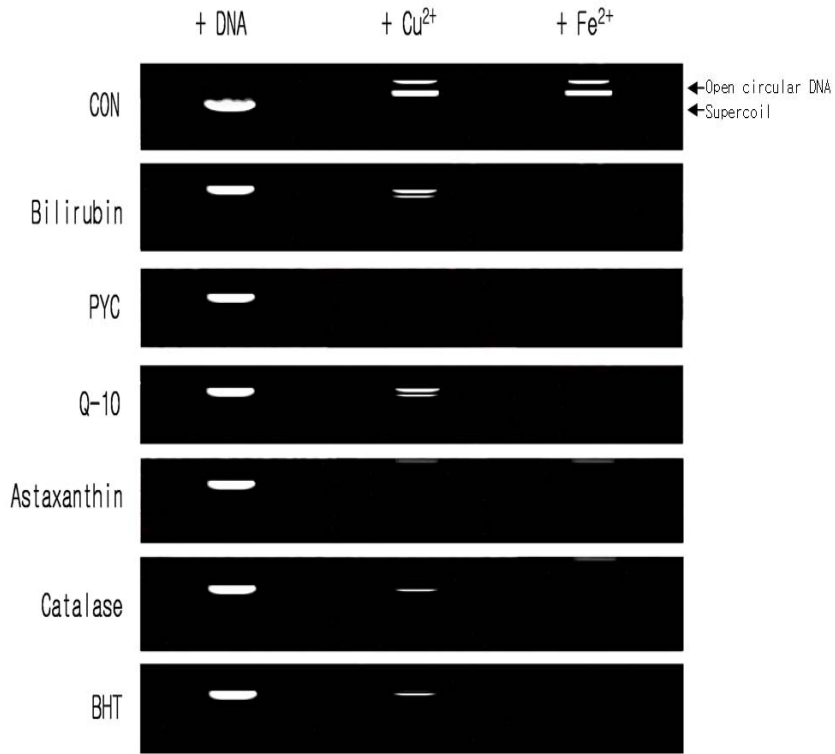 + DNA + Cu²⁺ + Fe²⁺
CON
←Open circular DNA
←Supercoil
Bilirubin
PYC
Q-10
Astaxanthin
Catalase
BHT